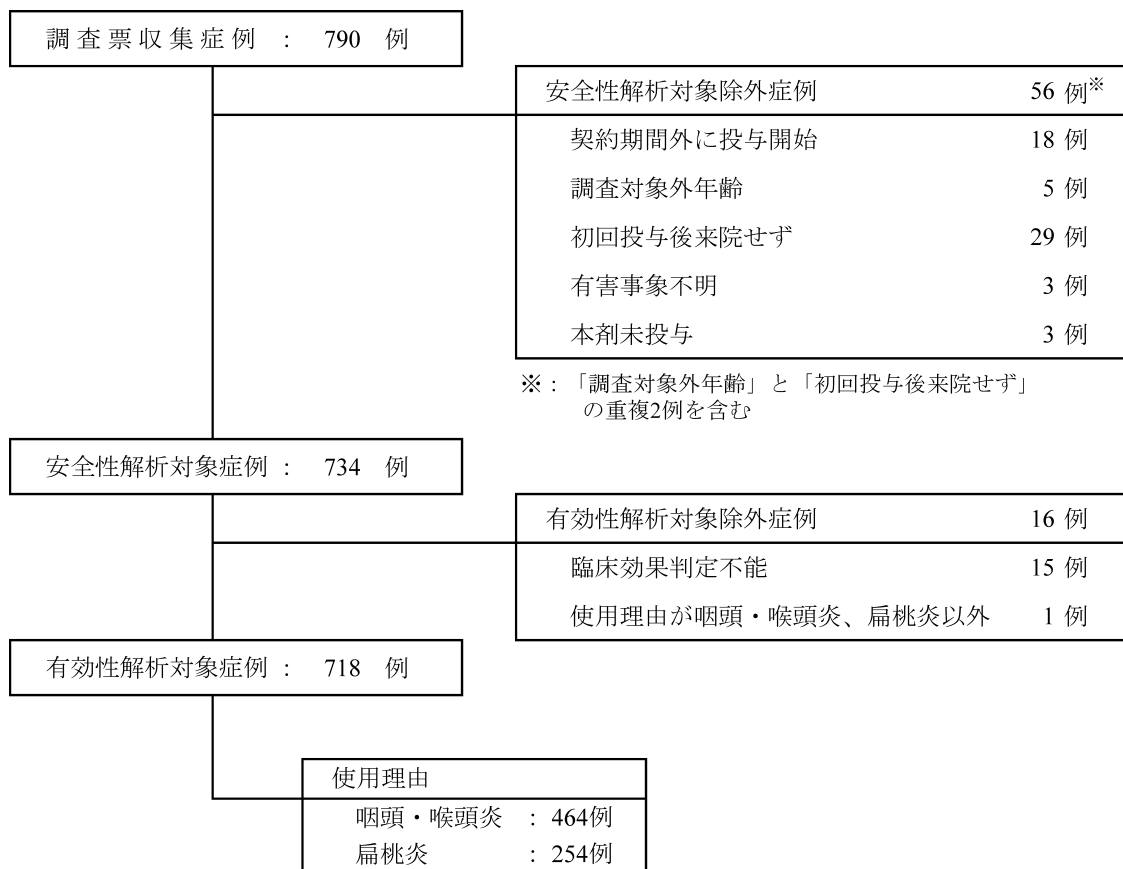 調査票収集症例 : 790 例
安全性解析対象除外症例 56 例※
契約期間外に投与開始 18 例
調査対象外年齢 5 例
初回投与後来院せず 29 例
有害事象不明 3 例
本剤未投与 3 例
※:「調査対象外年齢」と「初回投与後来院せず」
の重複2例を含む
安全性解析対象症例 : 734 例
有効性解析対象除外症例 16 例
臨床効果判定不能 15 例
使用理由が咽頭・喉頭炎、扁桃炎以外 1 例
有効性解析対象症例 : 718 例
使用理由
咽頭・喉頭炎 : 464例
扁桃炎 : 254例